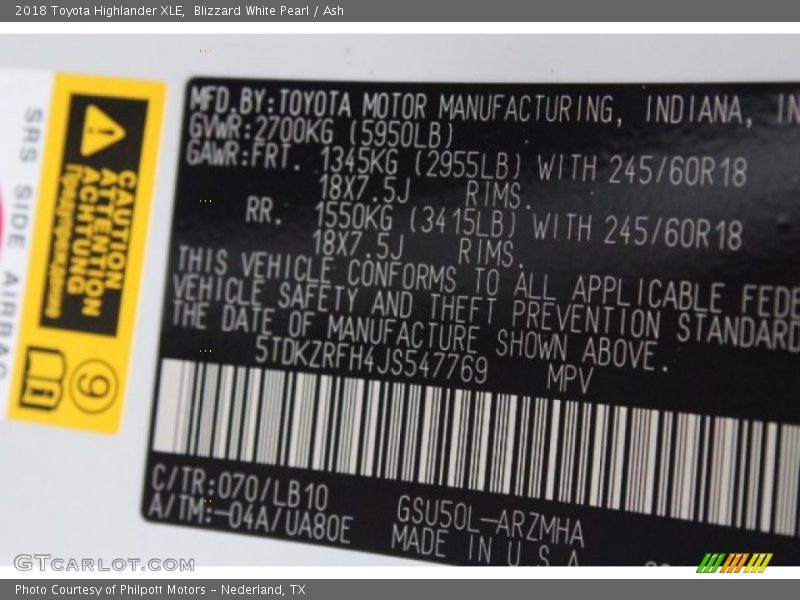 2018 Toyota Highlander XLE,  Blizzard White Pearl / Ash
SRS SIDE AIRBAG
CAUTION
ATTENTION
ACHTUNG
9
MFD.BY:TOYOTA MOTOR MANUFACTURING, INDIANA, IN
GVWR:2700KG (5950LB)
GAWR:FRT. 1345KG (2955LB) WITH 245/60R18
18X7.5J RIMS.
RR. 1550KG (3415LB) WITH 245/60R18
18X7.5J RIMS.
THIS VEHICLE CONFORMS TO ALL APPLICABLE FEDE
VEHICLE SAFETY AND THEFT PREVENTION STANDARD
THE DATE OF MANUFACTURE SHOWN ABOVE.
5TDKZRFH4JS547769 MPV
C/TR:070/LB10
A/TM:-04A/UA80E
GSU50L-ARZMHA
MADE IN U.S.A
GTCARLOT.COM
Photo Courtesy of Philpott Motors - Nederland, TX